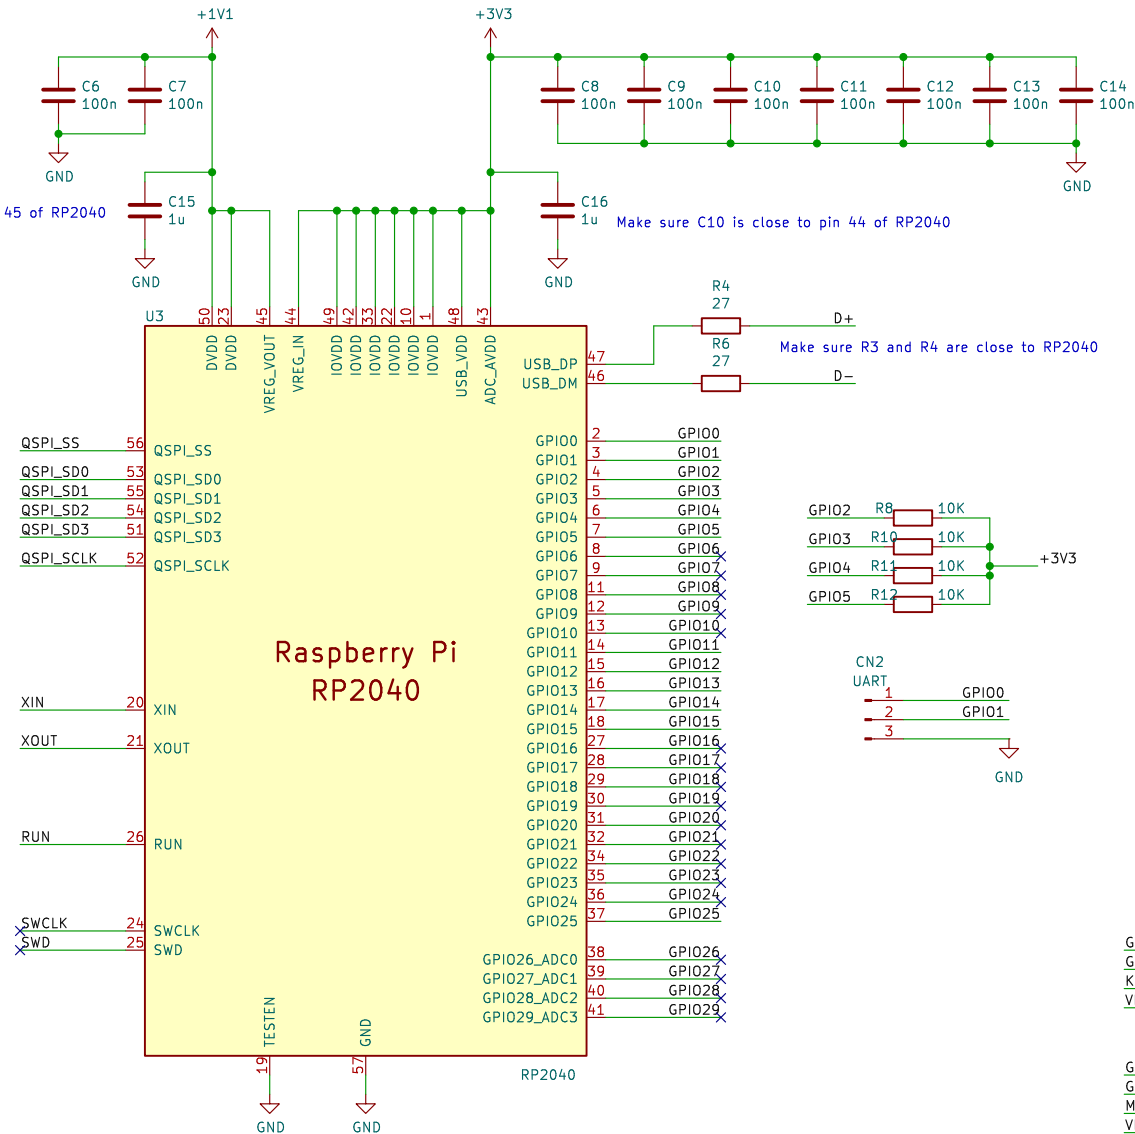 +1V1
+3V3
C6
100n
C7
100n
C8
100n
C9
100n
C10
100n
C11
100n
C12
100n
C13
100n
C14
100n
GND
GND
45 of RP2040
C15
1u
C16
1u
Make sure C10 is close to pin 44 of RP2040
GND
GND
R4
27
D+
U3
50
23
45
44
49
42
33
22
10
1
48
43
DVDD
DVDD
VREG_VOUT
VREG_IN
IOVDD
IOVDD
IOVDD
IOVDD
IOVDD
IOVDD
USB_VDD
ADC_AVDD
R6
27
Make sure R3 and R4 are close to RP2040
USB_DP 47
USB_DM 46
D-
QSPI_SS 56 QSPI_SS
QSPI_SD0 53 QSPI_SD0
QSPI_SD1 55 QSPI_SD1
QSPI_SD2 54 QSPI_SD2
QSPI_SD3 51 QSPI_SD3
QSPI_SCLK 52 QSPI_SCLK
XIN 20 XIN
XOUT 21 XOUT
RUN 26 RUN
SWCLK 24 SWCLK
SWD 25 SWD
Raspberry Pi
RP2040
GPIO0 2 GPIO0
GPIO1 3 GPIO1
GPIO2 4 GPIO2
GPIO3 5 GPIO3
GPIO4 6 GPIO4
GPIO5 7 GPIO5
GPIO6 8 GPIO6
GPIO7 9 GPIO7
GPIO8 11 GPIO8
GPIO9 12 GPIO9
GPIO10 13 GPIO10
GPIO11 14 GPIO11
GPIO12 15 GPIO12
GPIO13 16 GPIO13
GPIO14 17 GPIO14
GPIO15 18 GPIO15
GPIO16 27 GPIO16
GPIO17 28 GPIO17
GPIO18 29 GPIO18
GPIO19 30 GPIO19
GPIO20 31 GPIO20
GPIO21 32 GPIO21
GPIO22 34 GPIO22
GPIO23 35 GPIO23
GPIO24 36 GPIO24
GPIO25 37 GPIO25
GPIO26_ADC0 38 GPIO26
GPIO27_ADC1 39 GPIO27
GPIO28_ADC2 40 GPIO28
GPIO29_ADC3 41 GPIO29
TESTEN
19
GND
57
RP2040
GND
GND
GPIO2 R8 10K
GPIO3 R10 10K
GPIO4 R11 10K
GPIO5 R12 10K
+3V3
CN2
UART
1 GPIO0
2 GPIO1
3
GND
G
G
K
V
G
G
M
V